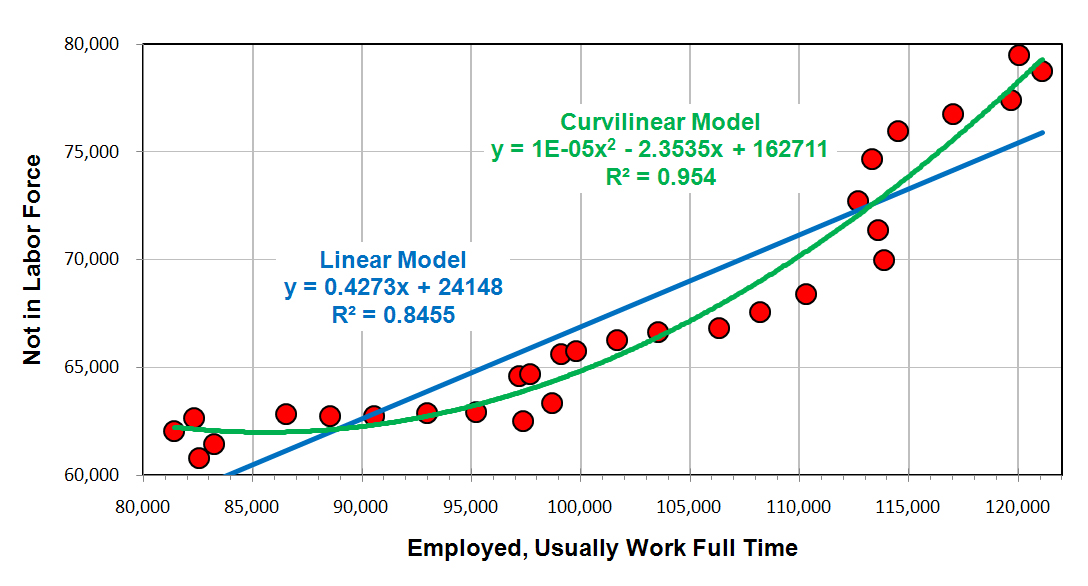 80,000
75,000
70,000
65,000
60,000
Not in Labor Force
Curvilinear Model
y = 1E-05x² - 2.3535x + 162711
R² = 0.954
Linear Model
y = 0.4273x + 24148
R² = 0.8455
80,000 85,000 90,000 95,000 100,000 105,000 110,000 115,000 120,000
Employed, Usually Work Full Time